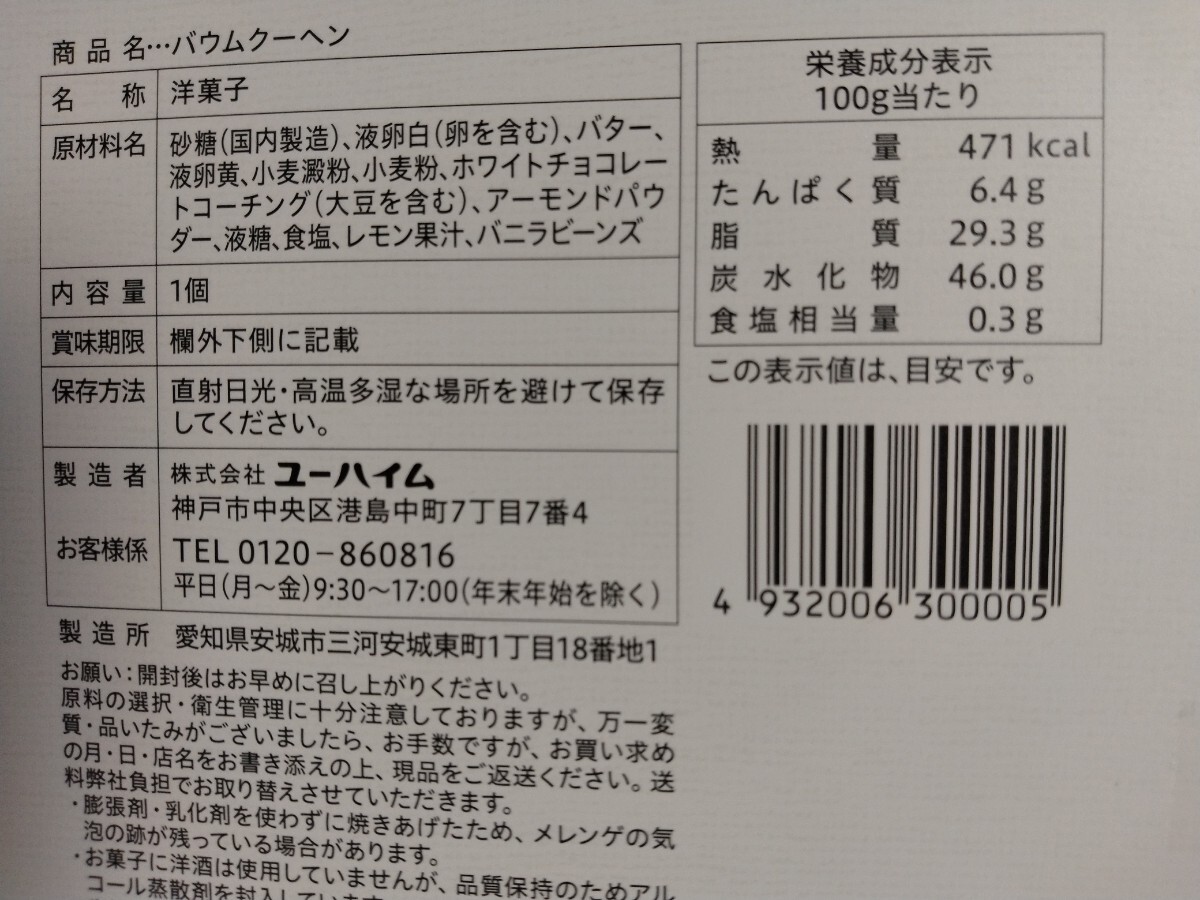 商品名…バウムクーヘン
名称 洋菓子
原材料名 砂糖(国内製造)、液卵白(卵を含む)、バター、
液卵黄、小麦澱粉、小麦粉、ホワイトチョコレー
トコーチング(大豆を含む)、アーモンドパウ
ダー、液糖、食塩、レモン果汁、バニラビーンズ
内容量 1個
賞味期限 欄外下側に記載
保存方法 直射日光・高温多湿な場所を避けて保存
してください。
製造者 株式会社 ユーハイム
神戸市中央区港島中町7丁目7番4
お客様係 TEL 0120-860816
平日(月〜金)9:30〜17:00(年末年始を除く)
製造所 愛知県安城市三河安城東町1丁目18番地1
お願い:開封後はお早めに召し上がりください。
原料の選択・衛生管理に十分注意しておりますが、万一変
質・品いたみがございましたら、お手数ですが、お買い求め
の月・日・店名をお書き添えの上、現品をご返送ください。送
料弊社負担でお取り替えさせていただきます。
・膨張剤・乳化剤を使わずに焼きあげたため、メレンゲの気
泡の跡が残っている場合があります。
・お菓子に洋酒は使用していませんが、品質保持のためアル
コール蒸散剤を封入しています
栄養成分表示
100g当たり
熱量 471 kcal
たんぱく質 6.4 g
脂質 29.3 g
炭水化物 46.0 g
食塩相当量 0.3 g
この表示値は、目安です。
4 932006 300005